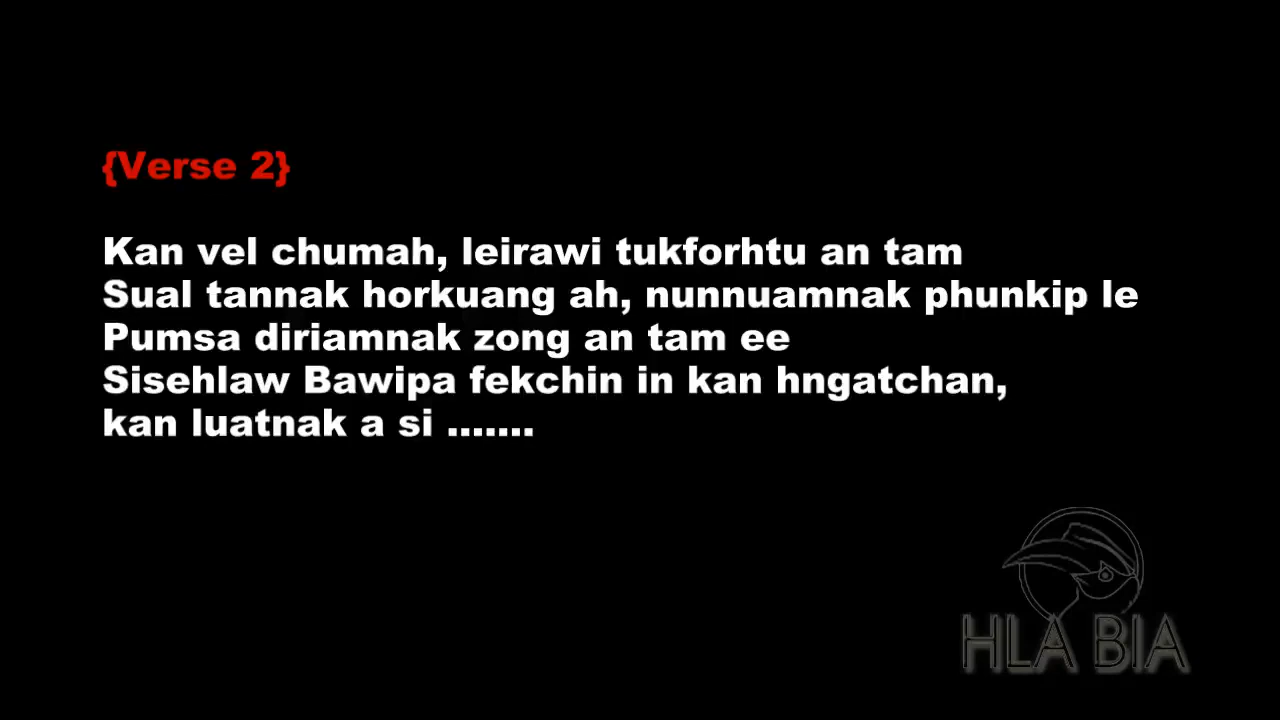 {Verse 2}
Kan vel chumah, leirawi tukforhtu an tam
Sual tannak horkuang ah, nunnuamnak phunkip le
Pumsa diriamnak zong an tam ee
Sisehlaw Bawipa fekchin in kan hngatchan,
kan luatnak a si .......
HLA BIA